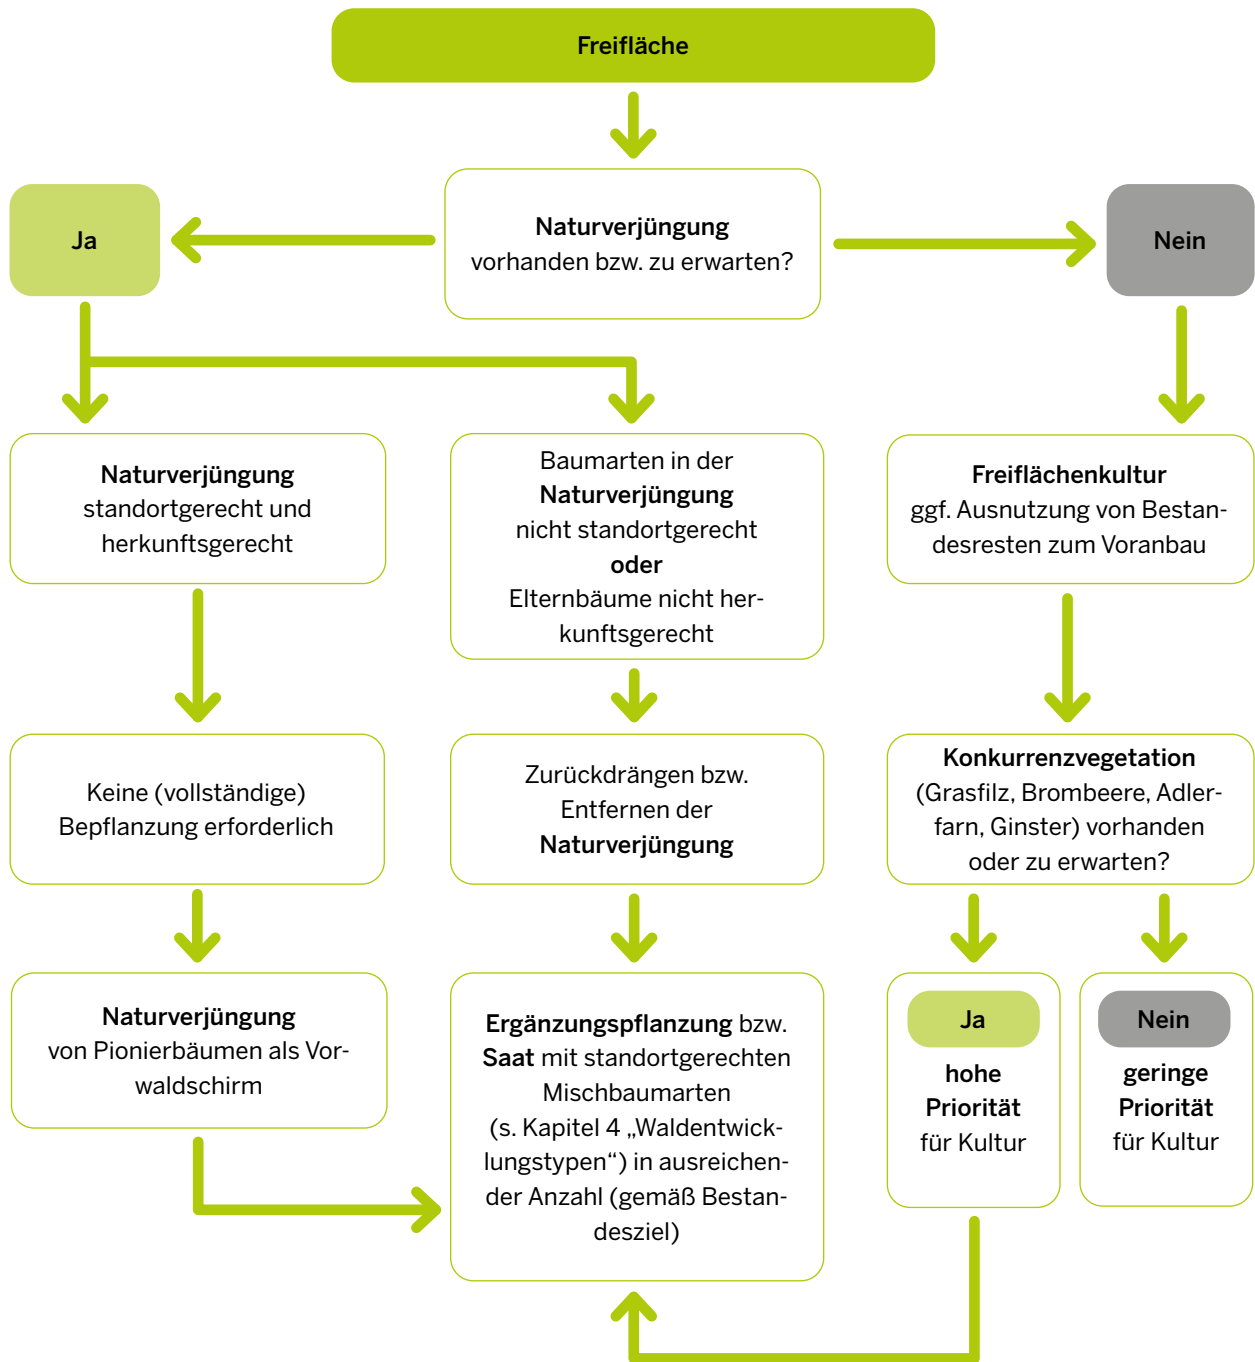 Freifläche
Naturverjüngung
vorhanden bzw. zu erwarten?
Ja
Nein
Naturverjüngung
standortgerecht und
herkunftsgerecht
Baumarten in der
Naturverjüngung
nicht standortgerecht
oder
Elternbäume nicht her-
kunftsgerecht
Freiflächenkultur
ggf. Ausnutzung von Bestan-
desresten zum Voranbau
Keine (vollständige)
Bepflanzung erforderlich
Zurückdrängen bzw.
Entfernen der
Naturverjüngung
Konkurrenzvegetation
(Grasfilz, Brombeere, Adler-
farn, Ginster) vorhanden
oder zu erwarten?
Naturverjüngung
von Pionierbäumen als Vor-
waldschirm
Ergänzungspflanzung bzw.
Saat mit standortgerechten
Mischbaumarten
(s. Kapitel 4 „Waldentwick-
lungstypen“) in ausreichen-
der Anzahl (gemäß Bestan-
desziel)
Ja
hohe
Priorität
für Kultur
Nein
geringe
Priorität
für Kultur